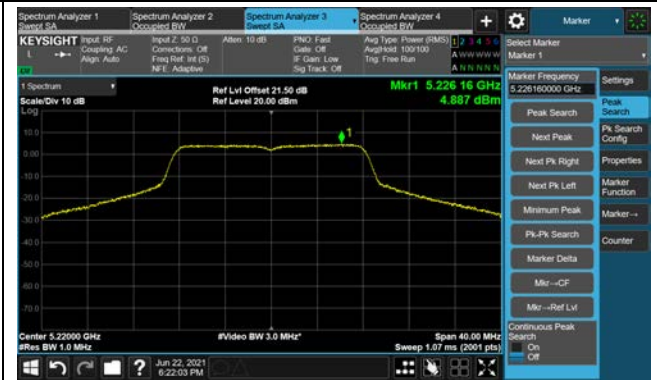 Spectrum Analyzer 1
Swept SA
Spectrum Analyzer 2
Occupied BW
Spectrum Analyzer 3
Swept SA
Spectrum Analyzer 4
Occupied BW
+
Marker
KEYSIGHT
L
Input: RF
Coupling: AC
Align: Auto
Input Z: 50 Ω
Corrections: Off
Freq Ref: Int (S)
NFE: Adaptive
Atten: 10 dB
PNO: Fast
Gate: Off
IF Gain: Low
Sig Track: Off
Avg Type: Power (RMS)
Avg|Hold: 100/100
Trig: Free Run
1 2 3 4 5 6
A W W W W W
A N N N N N
Select Marker
Marker 1
1 Spectrum
Scale/Div 10 dB
Log
Ref Lvl Offset 21.50 dB
Ref Level 20.00 dBm
Mkr1 5.226 16 GHz
4.887 dBm
10.0
0.00
-10.0
-20.0
-30.0
-40.0
-50.0
-60.0
-70.0
1
Center 5.22000 GHz
#Res BW 1.0 MHz
#Video BW 3.0 MHz*
Span 40.00 MHz
Sweep 1.07 ms (2001 pts)
Marker Frequency
5.226160000 GHz
Peak Search
Next Peak
Next Pk Right
Next Pk Left
Minimum Peak
Pk-Pk Search
Marker Delta
Mkr→CF
Mkr→Ref Lvl
Continuous Peak
Search
On
Off
Settings
Peak
Search
Pk Search
Config
Properties
Marker
Function
Marker→
Counter
?
Jun 22, 2021
6:22:03 PM